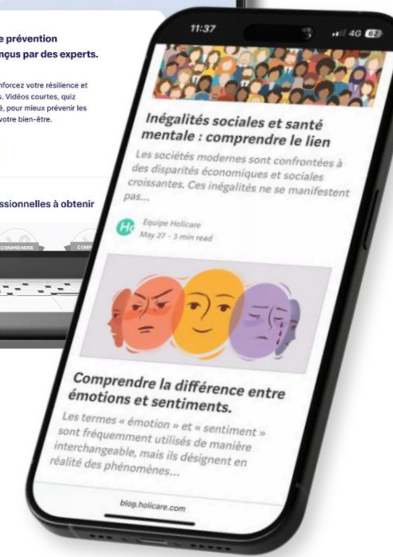 e prévention
nçus par des experts.
nforcez votre résilience et
s. Vidéos courtes, quiz
é, pour mieux prévenir les
votre bien-être.
ssionnelles à obtenir
COMPRENDRE
11:37
4G 62
Inégalités sociales et santé
mentale : comprendre le lien
Les sociétés modernes sont confrontées à
des disparités économiques et sociales
croissantes. Ces inégalités ne se manifestent
pas...
Ho
Equipe Holicare
May 27 · 3 min read
Comprendre la différence entre
émotions et sentiments.
Les termes « émotion » et « sentiment »
sont fréquemment utilisés de manière
interchangeable, mais ils désignent en
réalité des phénomènes...
blog.holicare.com